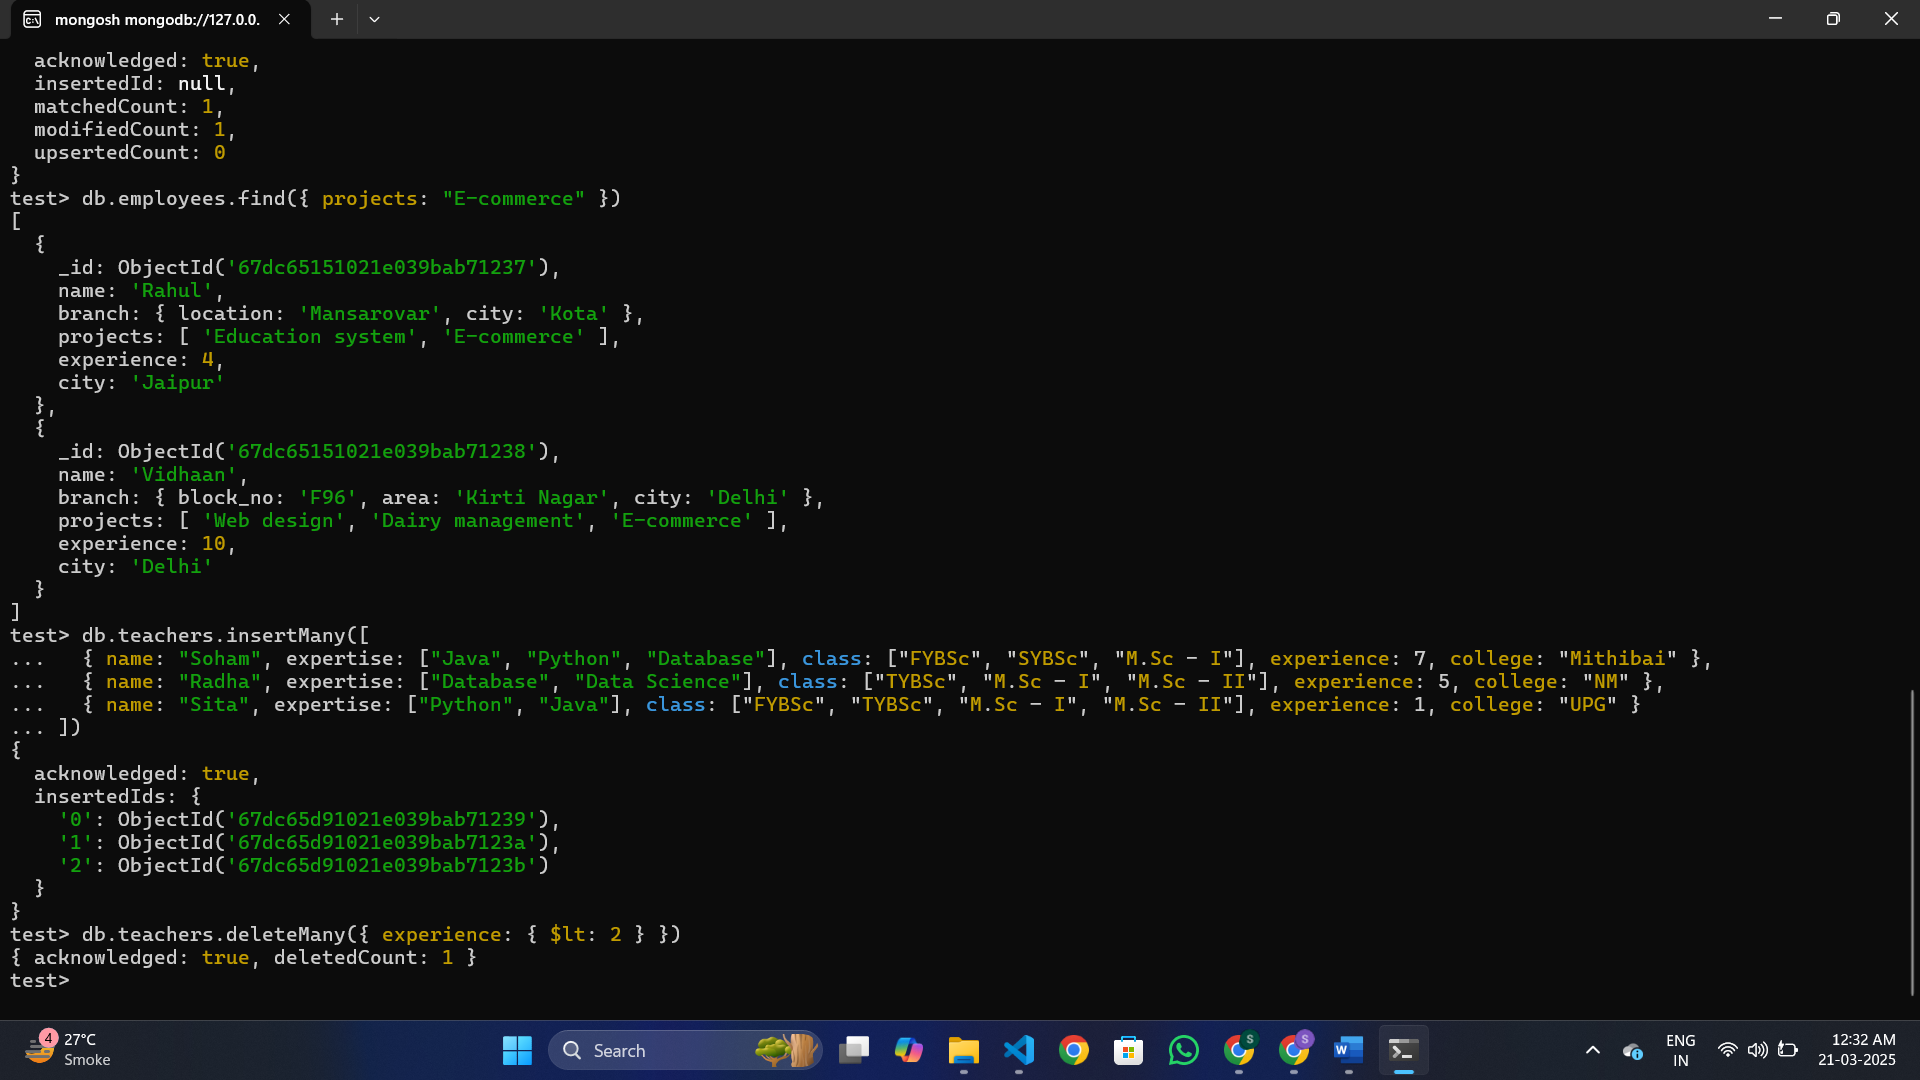 mongosh mongodb://127.0.0.
  acknowledged: true,
  insertedId: null,
  matchedCount: 1,
  modifiedCount: 1,
  upsertedCount: 0
}
test> db.employees.find({ projects: "E-commerce" })
[
  {
    _id: ObjectId('67dc65151021e039bab71237'),
    name: 'Rahul',
    branch: { location: 'Mansarovar', city: 'Kota' },
    projects: [ 'Education system', 'E-commerce' ],
    experience: 4,
    city: 'Jaipur'
  },
  {
    _id: ObjectId('67dc65151021e039bab71238'),
    name: 'Vidhaan',
    branch: { block_no: 'F96', area: 'Kirti Nagar', city: 'Delhi' },
    projects: [ 'Web design', 'Dairy management', 'E-commerce' ],
    experience: 10,
    city: 'Delhi'
  }
]
test> db.teachers.insertMany([
...   { name: "Soham", expertise: ["Java", "Python", "Database"], class: ["FYBSc", "SYBSc", "M.Sc - I"], experience: 7, college: "Mithibai" },
...   { name: "Radha", expertise: ["Database", "Data Science"], class: ["TYBSc", "M.Sc - I", "M.Sc - II"], experience: 5, college: "NM" },
...   { name: "Sita", expertise: ["Python", "Java"], class: ["FYBSc", "TYBSc", "M.Sc - I", "M.Sc - II"], experience: 1, college: "UPG" }
... ])
{
  acknowledged: true,
  insertedIds: {
    '0': ObjectId('67dc65d91021e039bab71239'),
    '1': ObjectId('67dc65d91021e039bab7123a'),
    '2': ObjectId('67dc65d91021e039bab7123b')
  }
}
test> db.teachers.deleteMany({ experience: { $lt: 2 } })
{ acknowledged: true, deletedCount: 1 }
test>
4
27°C
Smoke
Search
S
S
W
ENG
IN
12:32 AM
21-03-2025